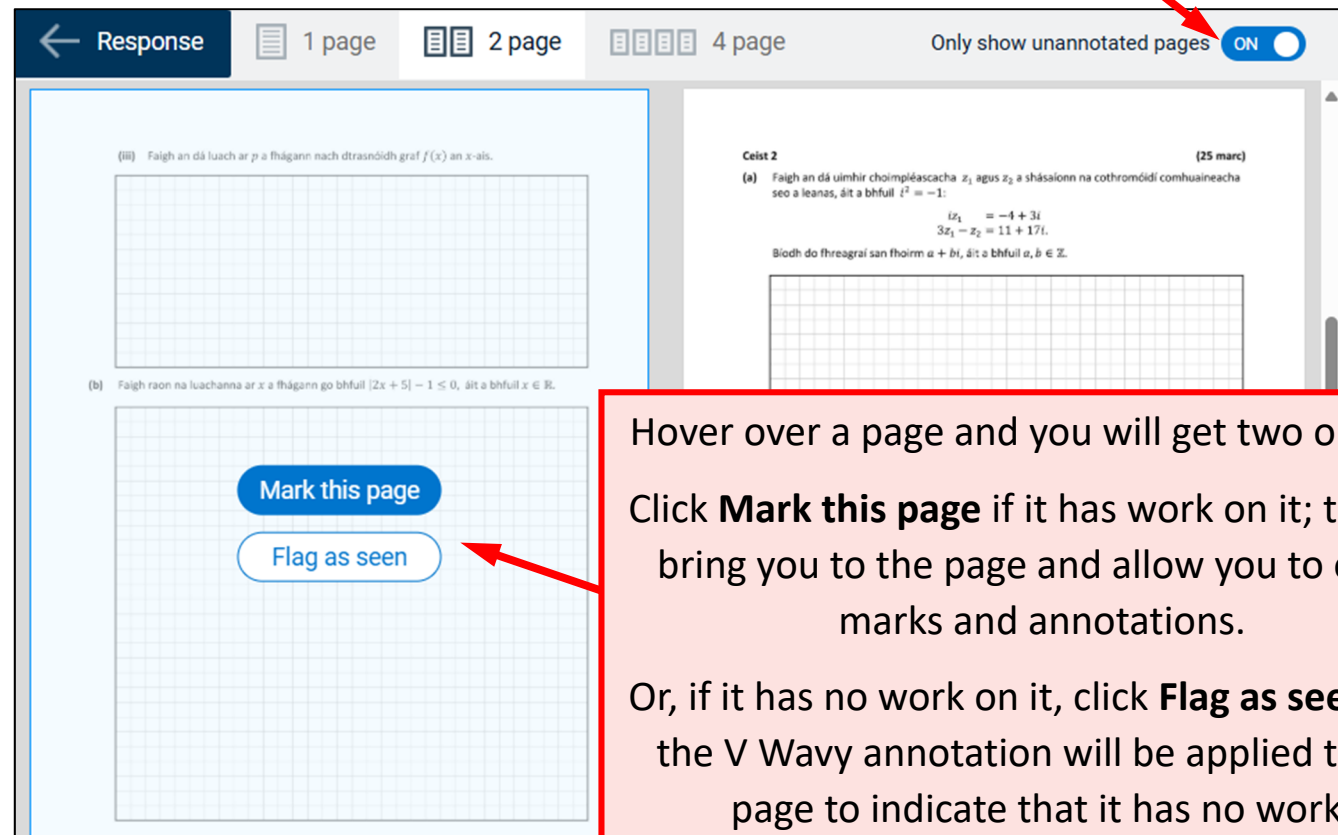 Response
1 page
2 page
4 page
Only show unannotated pages
ON
(iii) Faigh an dá luach ar p a fhágann nach dtrasnóidh graf f(x) an x-ais.
(b) Faigh raon na luachanna ar x a fhágann go bhfuil |2x + 5| − 1 ≤ 0, áit a bhfuil x ∈ ℝ.
Mark this page
Flag as seen
Ceist 2 (25 marc)
(a) Faigh an dá uimhir choimpléascacha z₁ agus z₂ a shásaíonn na cothromóidí comhuaineacha
seo a leanas, áit a bhfuil i² = −1:
iz₁ = −4 + 3i
3z₁ − z₂ = 11 + 17i.
Bíodh do fhreagraí san fhoirm a + bi, áit a bhfuil a, b ∈ ℤ.
Hover over a page and you will get two
Click Mark this page if it has work on it;
bring you to the page and allow you to
marks and annotations.
Or, if it has no work on it, click Flag as
the V Wavy annotation will be applied
page to indicate that it has no work